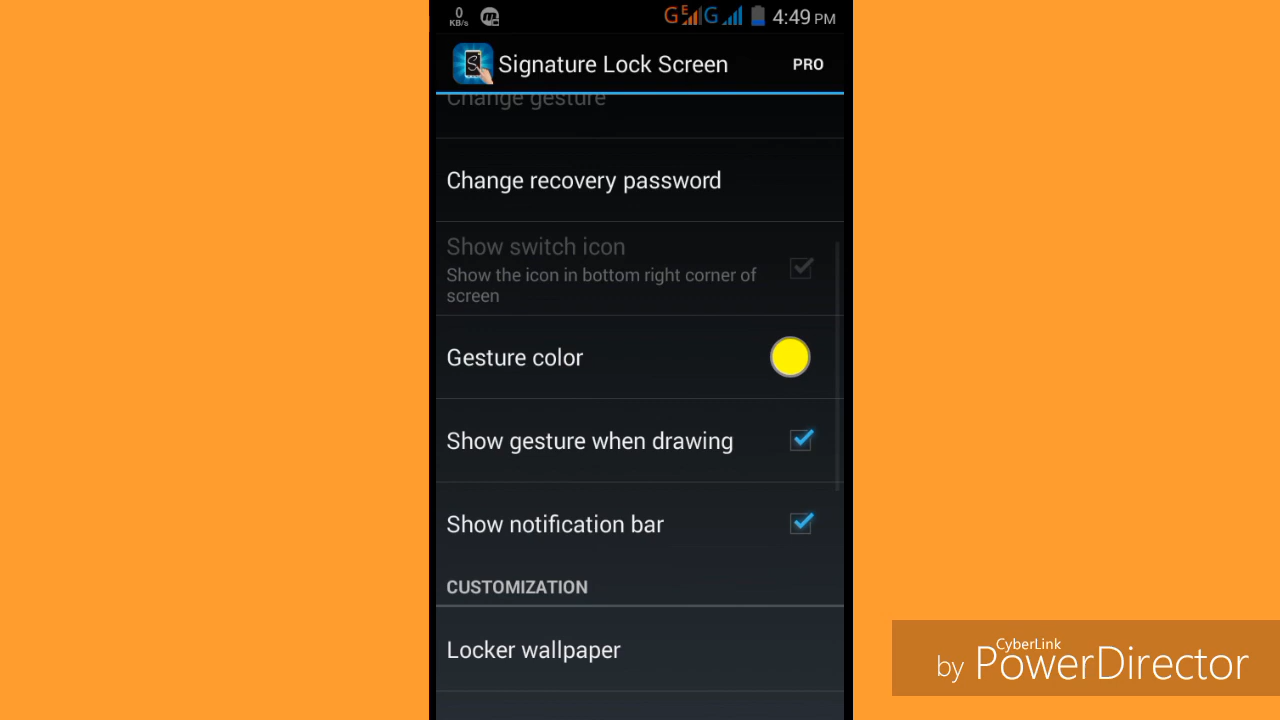 0
KB/s
G E G 4:49 PM
Signature Lock Screen PRO
Change gesture
Change recovery password
Show switch icon
Show the icon in bottom right corner of
screen
Gesture color
Show gesture when drawing
Show notification bar
CUSTOMIZATION
Locker wallpaper
CyberLink
by PowerDirector